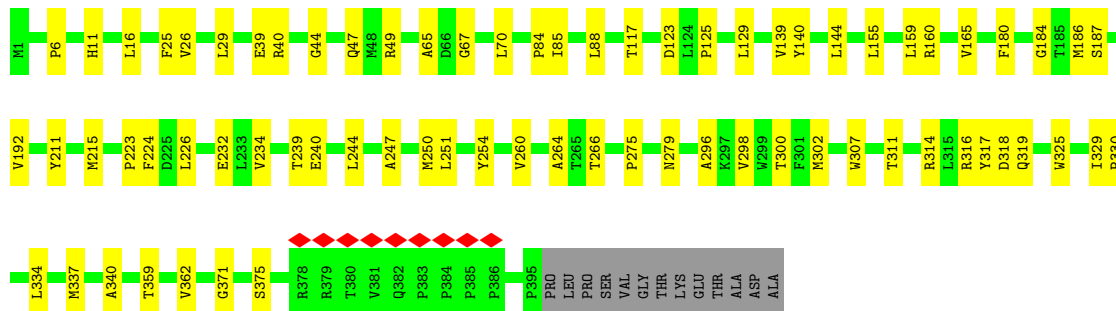 M1 P6 H11 L16 F25 V26 L29 E39 R40 G44 Q47 M48 R49 A65 D66 G67 L70 P84 I85 L88 T117 D123 L124 P125 L129 V139 Y140 L144 L155 L159 R160 V165 F180 G184 T185 M186 S187
V192 Y211 M215 P223 F224 D225 L226 E232 L233 V234 T239 E240 L244 A247 M250 L251 Y254 V260 A264 T265 T266 P275 N279 A296 K297 V298 W299 T300 F301 M302 W307 T311 R314 L315 R316 Y317 D318 Q319 W325 I329
L334 M337 A340 T359 V362 G371 S375 R378 R379 T380 V381 Q382 P383 P384 P385 P386 P395 PRO LEU PRO SER VAL GLY THR LYS GLU THR ALA ASP ALA